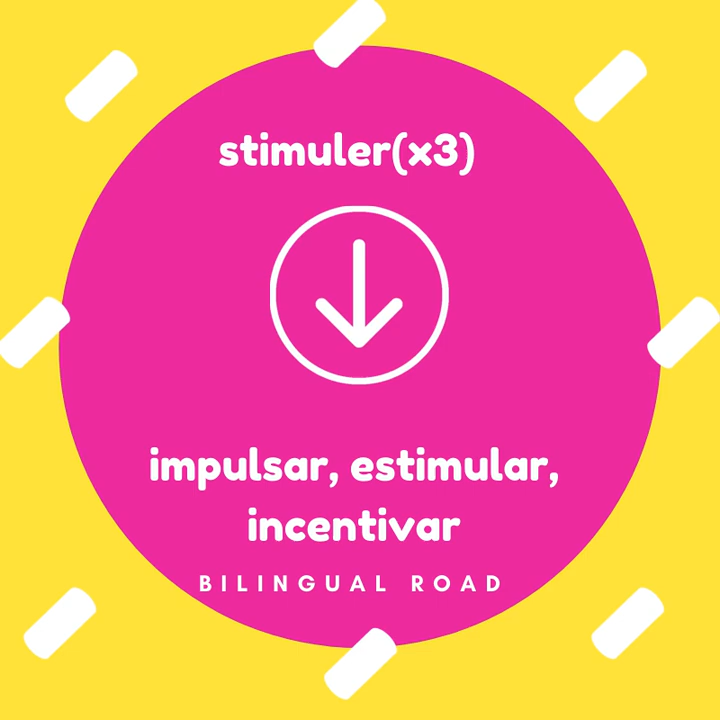 stimuler(x3)
impulsar, estimular,
incentivar
BILINGUAL ROAD